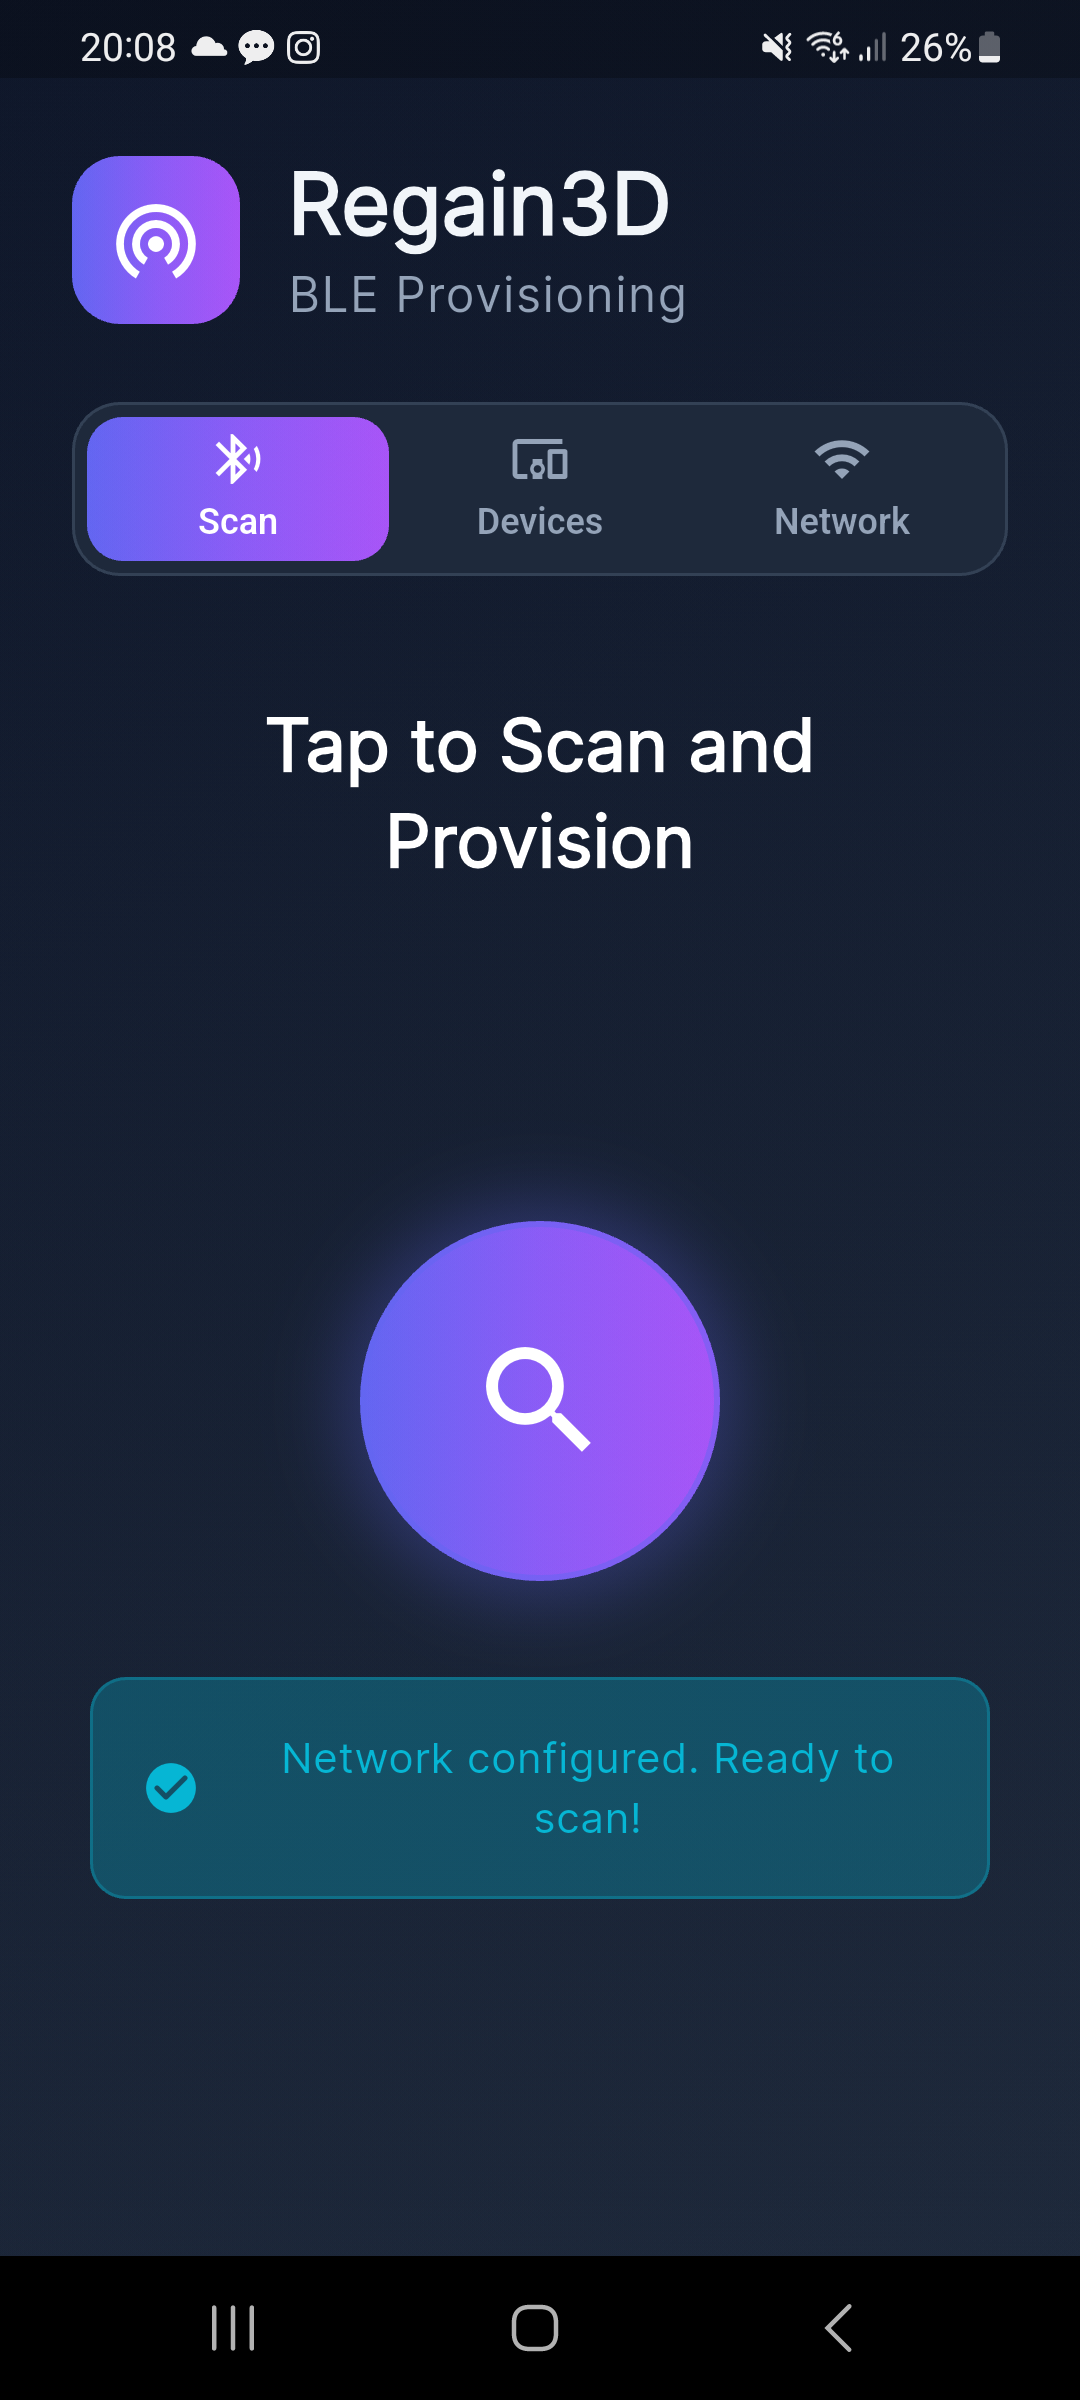 20:08
26%
Regain3D
BLE Provisioning
Scan
Devices
Network
Tap to Scan and
Provision
Network configured. Ready to
scan!